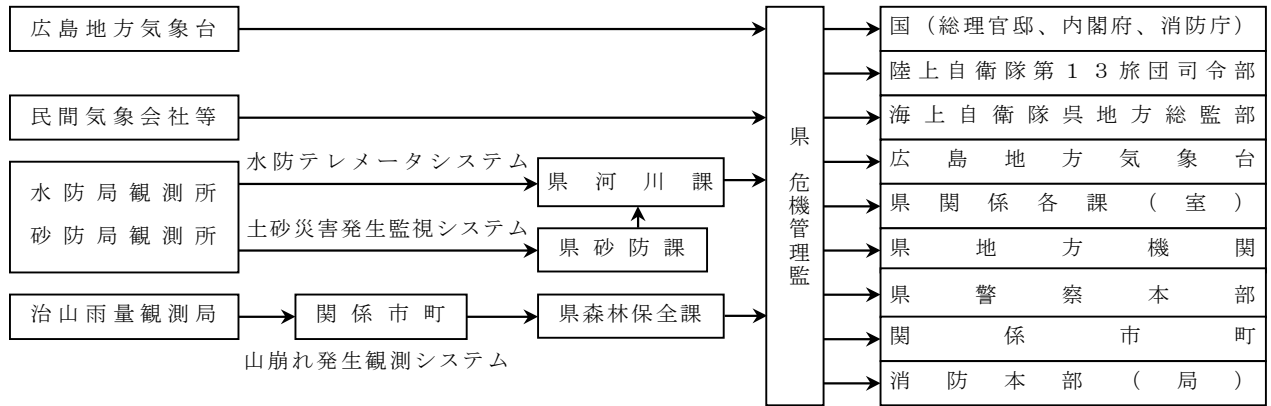 広島地方気象台
民間気象会社等
水防テレメータシステム
水防局観測所
砂防局観測所
土砂災害発生監視システム
県河川課
県砂防課
治山雨量観測局
関係市町
県森林保全課
山崩れ発生観測システム
県 危機管理監
国（総理官邸、内閣府、消防庁）
陸上自衛隊第１３旅団司令部
海上自衛隊呉地方総監部
広島地方気象台
県関係各課（室）
県地方機関
県警察本部
関係市町
消防本部（局）